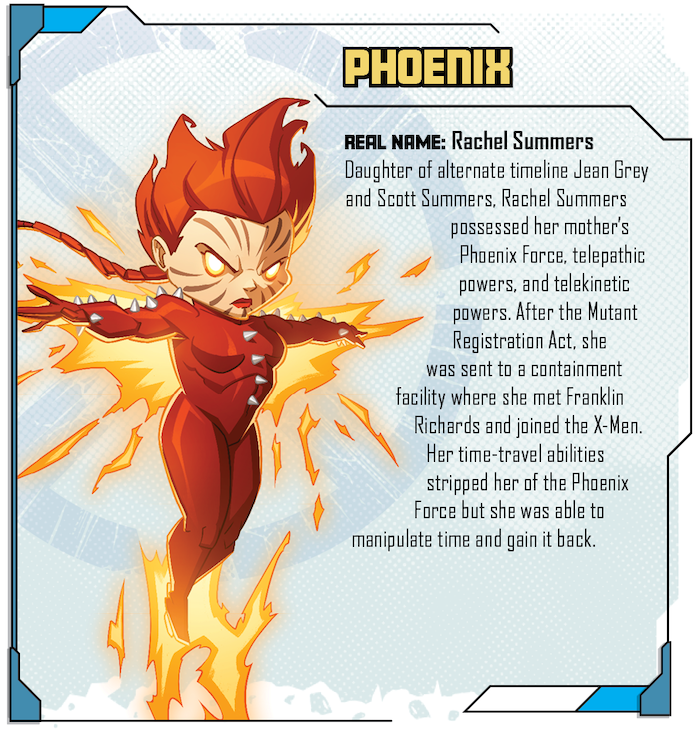 PHOENIX
REAL NAME: Rachel Summers
Daughter of alternate timeline Jean Grey
and Scott Summers, Rachel Summers
possessed her mother's
Phoenix Force, telepathic
powers, and telekinetic
powers. After the Mutant
Registration Act, she
was sent to a containment
facility where she met Franklin
Richards and joined the X-Men.
Her time-travel abilities
stripped her of the Phoenix
Force but she was able to
manipulate time and gain it back.